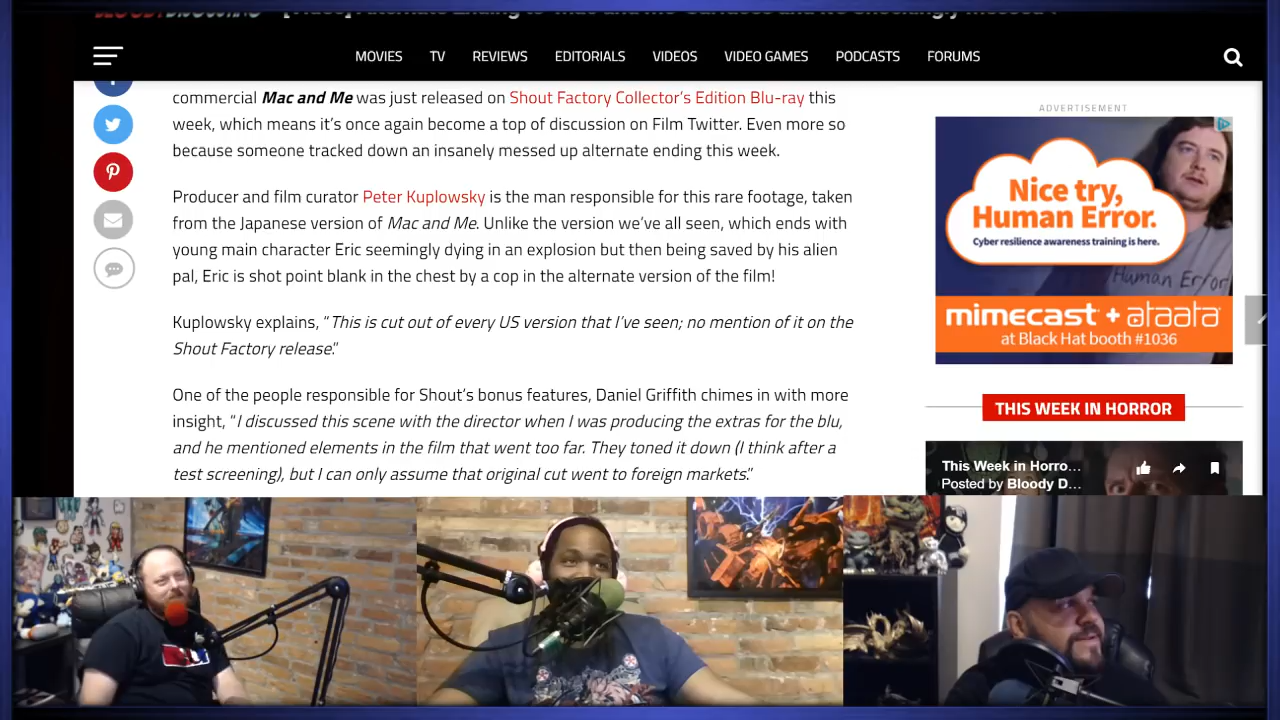 MOVIES TV REVIEWS EDITORIALS VIDEOS VIDEO GAMES PODCASTS FORUMS
commercial Mac and Me was just released on Shout Factory Collector's Edition Blu-ray this
week, which means it's once again become a top of discussion on Film Twitter. Even more so
because someone tracked down an insanely messed up alternate ending this week.
Producer and film curator Peter Kuplowsky is the man responsible for this rare footage, taken
from the Japanese version of Mac and Me. Unlike the version we've all seen, which ends with
young main character Eric seemingly dying in an explosion but then being saved by his alien
pal, Eric is shot point blank in the chest by a cop in the alternate version of the film!
Kuplowsky explains, "This is cut out of every US version that I've seen; no mention of it on the
Shout Factory release."
One of the people responsible for Shout's bonus features, Daniel Griffith chimes in with more
insight, "I discussed this scene with the director when I was producing the extras for the blu,
and he mentioned elements in the film that went too far. They toned it down (I think after a
test screening), but I can only assume that original cut went to foreign markets."
ADVERTISEMENT
Nice try,
Human Error.
Cyber resilience awareness training is here.
Human Error
mimecast + ataata
at Black Hat booth #1036
THIS WEEK IN HORROR
This Week in Horro...
Posted by Bloody D...